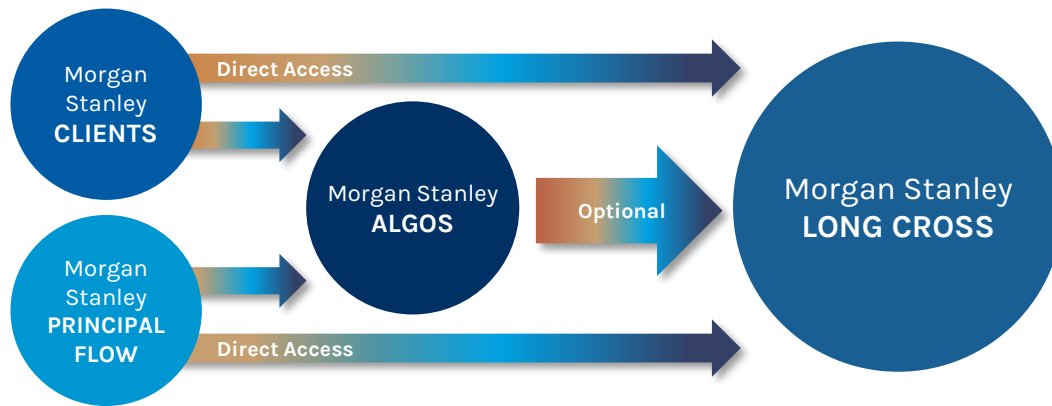 Morgan
Stanley
CLIENTS
Direct Access
Morgan Stanley
ALGOS
Optional
Morgan Stanley
LONG CROSS
Morgan
Stanley
PRINCIPAL
FLOW
Direct Access